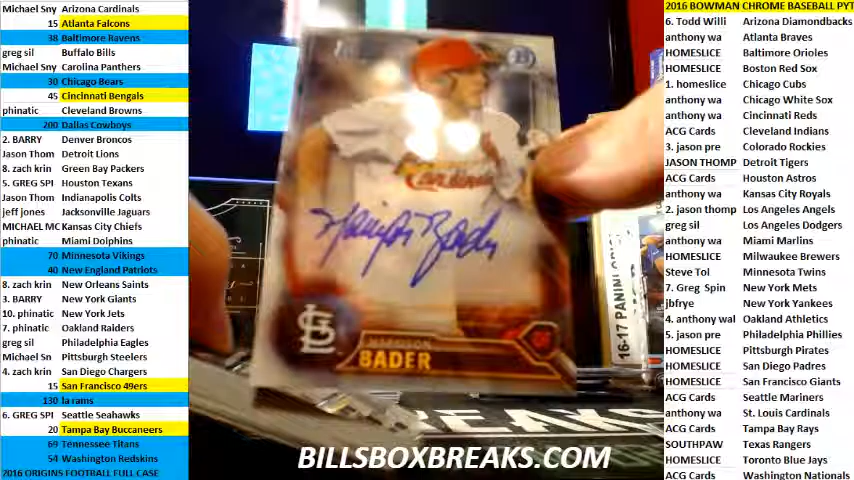 Michael Sny Arizona Cardinals
15 Atlanta Falcons
38 Baltimore Ravens
greg sil Buffalo Bills
Michael Sny Carolina Panthers
30 Chicago Bears
45 Cincinnati Bengals
phinatic Cleveland Browns
200 Dallas Cowboys
2. BARRY Denver Broncos
Jason Thom Detroit Lions
8. zach krin Green Bay Packers
5. GREG SPI Houston Texans
Jason Thom Indianapolis Colts
jeff jones Jacksonville Jaguars
MICHAEL MC Kansas City Chiefs
phinatic Miami Dolphins
70 Minnesota Vikings
40 New England Patriots
8. zach krin New Orleans Saints
3. BARRY New York Giants
10. phinatic New York Jets
7. phinatic Oakland Raiders
greg sil Philadelphia Eagles
Michael Sn Pittsburgh Steelers
4. zach krin San Diego Chargers
15 San Francisco 49ers
130 la rams
6. GREG SPI Seattle Seahawks
20 Tampa Bay Buccaneers
69 Tennessee Titans
54 Washington Redskins
2016 ORIGINS FOOTBALL FULL CASE
Cardinals
Harrison Bader
HARRISON
BADER
16-17 PANINI
BREAKS
BILLSBOXBREAKS.COM
2016 BOWMAN CHROME BASEBALL PYT
6. Todd Willi Arizona Diamondbacks
anthony wa Atlanta Braves
HOMESLICE Baltimore Orioles
HOMESLICE Boston Red Sox
1. homeslice Chicago Cubs
anthony wa Chicago White Sox
anthony wa Cincinnati Reds
ACG Cards Cleveland Indians
3. jason pre Colorado Rockies
JASON THOMP Detroit Tigers
ACG Cards Houston Astros
anthony wa Kansas City Royals
2. jason thomp Los Angeles Angels
greg sil Los Angeles Dodgers
anthony wa Miami Marlins
HOMESLICE Milwaukee Brewers
Steve Tol Minnesota Twins
7. Greg Spin New York Mets
jbfrye New York Yankees
4. anthony wal Oakland Athletics
5. jason pre Philadelphia Phillies
HOMESLICE Pittsburgh Pirates
HOMESLICE San Diego Padres
HOMESLICE San Francisco Giants
ACG Cards Seattle Mariners
anthony wa St. Louis Cardinals
ACG Cards Tampa Bay Rays
SOUTHPAW Texas Rangers
HOMESLICE Toronto Blue Jays
ACG Cards Washington Nationals